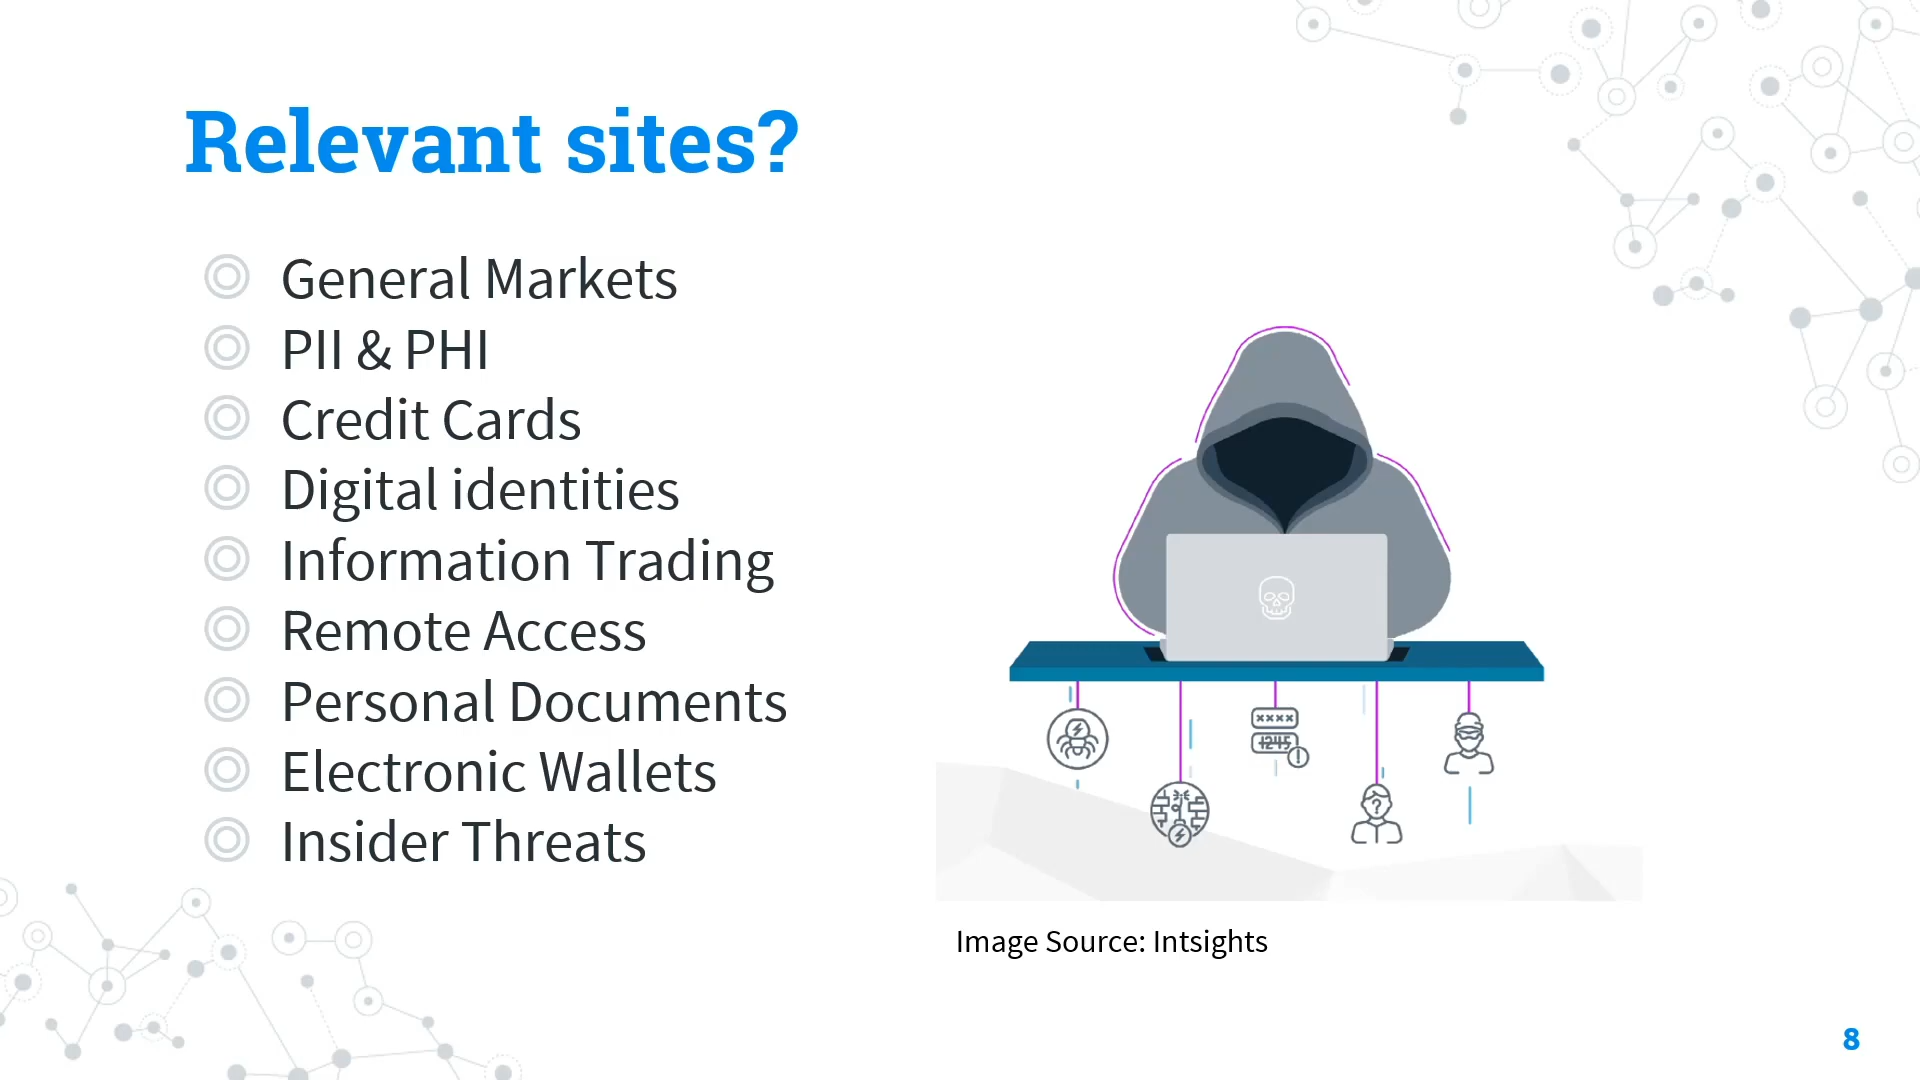 Relevant sites?
General Markets
PII & PHI
Credit Cards
Digital identities
Information Trading
Remote Access
Personal Documents
Electronic Wallets
Insider Threats
××××
1245
!
?
Image Source: Intsights
8